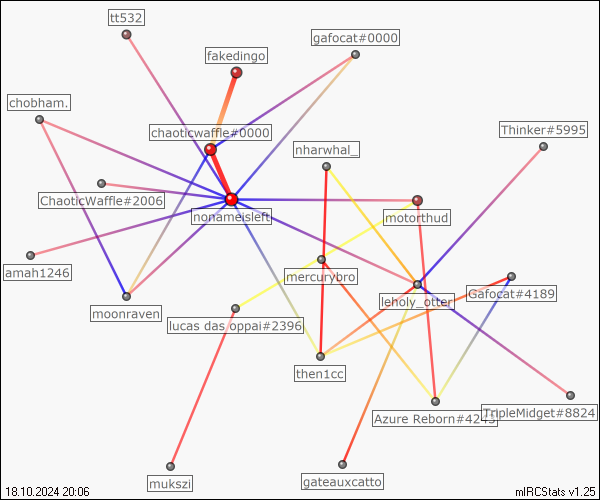 tt532
gafocat#0000
fakedingo
chobham.
chaoticwaffle#0000
Thinker#5995
nharwhal_
ChaoticWaffle#2006
nonameisleft
motorthud
amah1246
mercurybro
Gafocat#4189
leholy_otter
moonraven
lucas das oppai#2396
then1cc
TripleMidget#8824
Azure Reborn#4245
mukszi
gateauxcatto
18.10.2024 20:06
mIRCStats v1.25